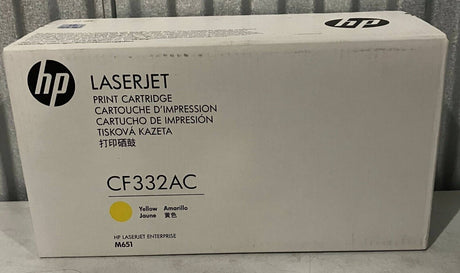 hp
hp
LASERJET
PRINT CARTRIDGE
CARTOUCHE D'IMPRESSION
CARTUCHO DE IMPRESIÓN
TISKOVÁ KAZETA
打印硒鼓
CF332AC
Yellow Amarillo
Jaune 黄色
HP LASERJET ENTERPRISE
M651